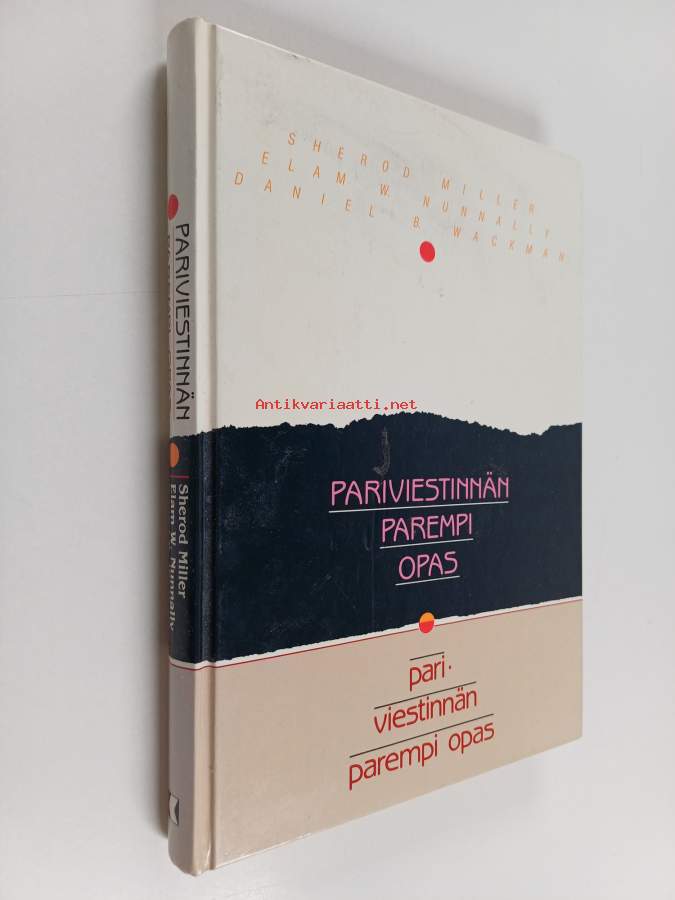 SHEROD MILLER
ELAM W. NUNNALLY
DANIEL B. WACKMAN
Antikvariaatti.net
PARIVIESTINNÄN
PAREMPI
OPAS
pari·
viestinnän
parempi opas
PARIVIESTINNÄN
Sherod Miller
Elam W. Nunnally